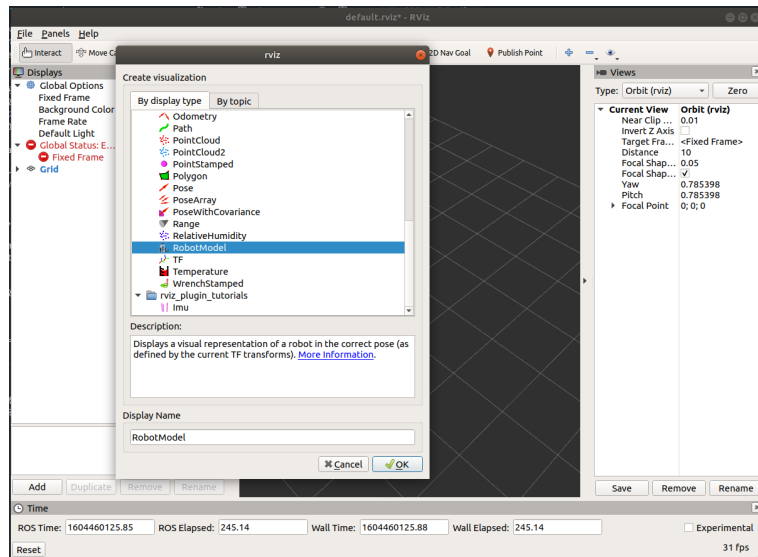 default.rviz* - RViz
File Panels Help
Interact Move Ca 2D Nav Goal Publish Point
Displays
Global Options
Fixed Frame
Background Color
Frame Rate
Default Light
Global Status: E...
Fixed Frame
Grid
Add Duplicate Remove Rename
rviz
Create visualization
By display type By topic
Odometry
Path
PointCloud
PointCloud2
PointStamped
Polygon
Pose
PoseArray
PoseWithCovariance
Range
RelativeHumidity
RobotModel
TF
Temperature
WrenchStamped
rviz_plugin_tutorials
Imu
Description:
Displays a visual representation of a robot in the correct pose (as
defined by the current TF transforms). More Information.
Display Name
RobotModel
Cancel OK
Views
Type: Orbit (rviz) Zero
Current View Orbit (rviz)
Near Clip ... 0.01
Invert Z Axis
Target Fra... <Fixed Frame>
Distance 10
Focal Shap... 0.05
Focal Shap... ✓
Yaw 0.785398
Pitch 0.785398
Focal Point 0; 0; 0
Save Remove Rename
Time
ROS Time: 1604460125.85 ROS Elapsed: 245.14 Wall Time: 1604460125.88 Wall Elapsed: 245.14 Experimental
Reset 31 fps